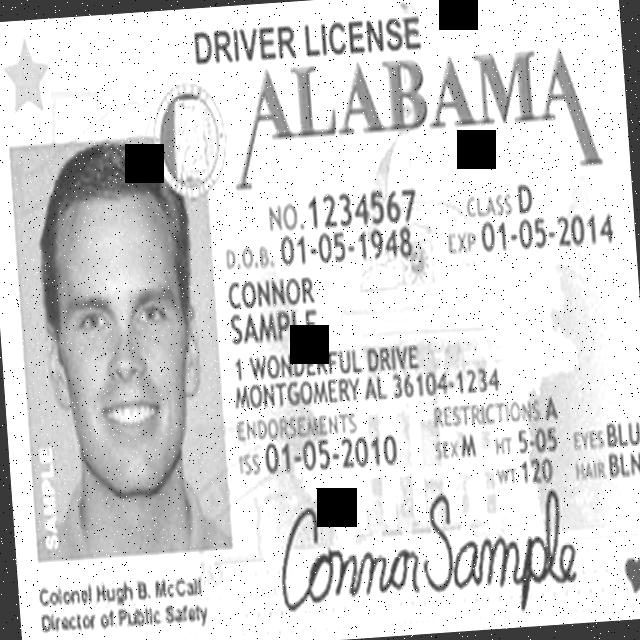 DRIVER LICENSE
ALABAMA
NO. 1234567 CLASS D
D.O.B. 01-05-1948 EXP 01-05-2014
CONNOR
SAMPLE
1 WONDERFUL DRIVE
MONTGOMERY AL 36104-1234
ENDORSEMENTS RESTRICTIONS A
ISS 01-05-2010 SEX M HT 5-05 EYES BLU
WT 120 HAIR BLN
SAMPLE
Connor Sample
Colonel Hugh B. McCall
Director of Public Safety